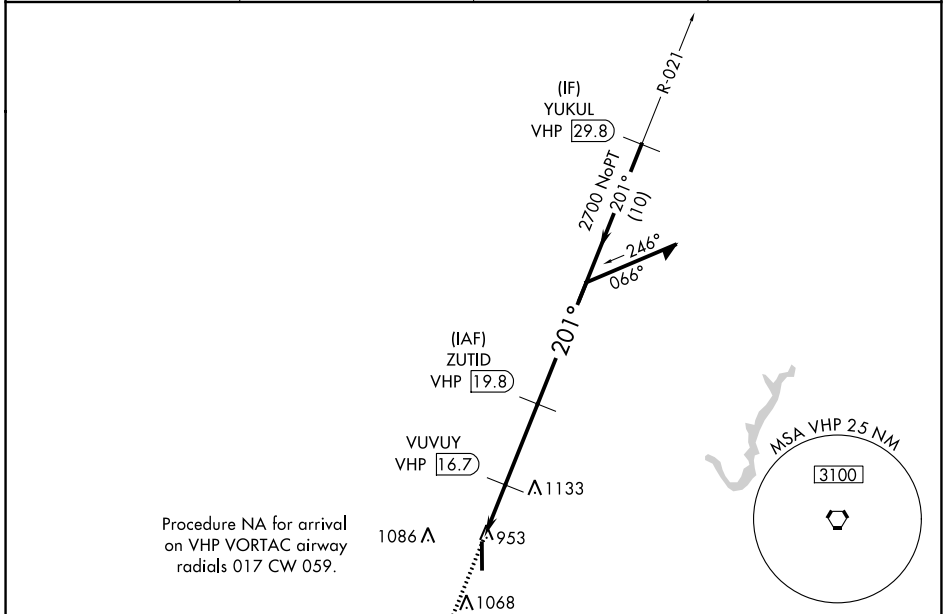 R-021
(IF)
YUKUL
VHP 29.8
2700 NoPT
201°
(10)
246°
066°
201°
(IAF)
ZUTID
VHP 19.8
VUVUY
VHP 16.7
1133
Procedure NA for arrival
on VHP VORTAC airway
radials 017 CW 059.
1086
953
1068
MSA VHP 25 NM
3100